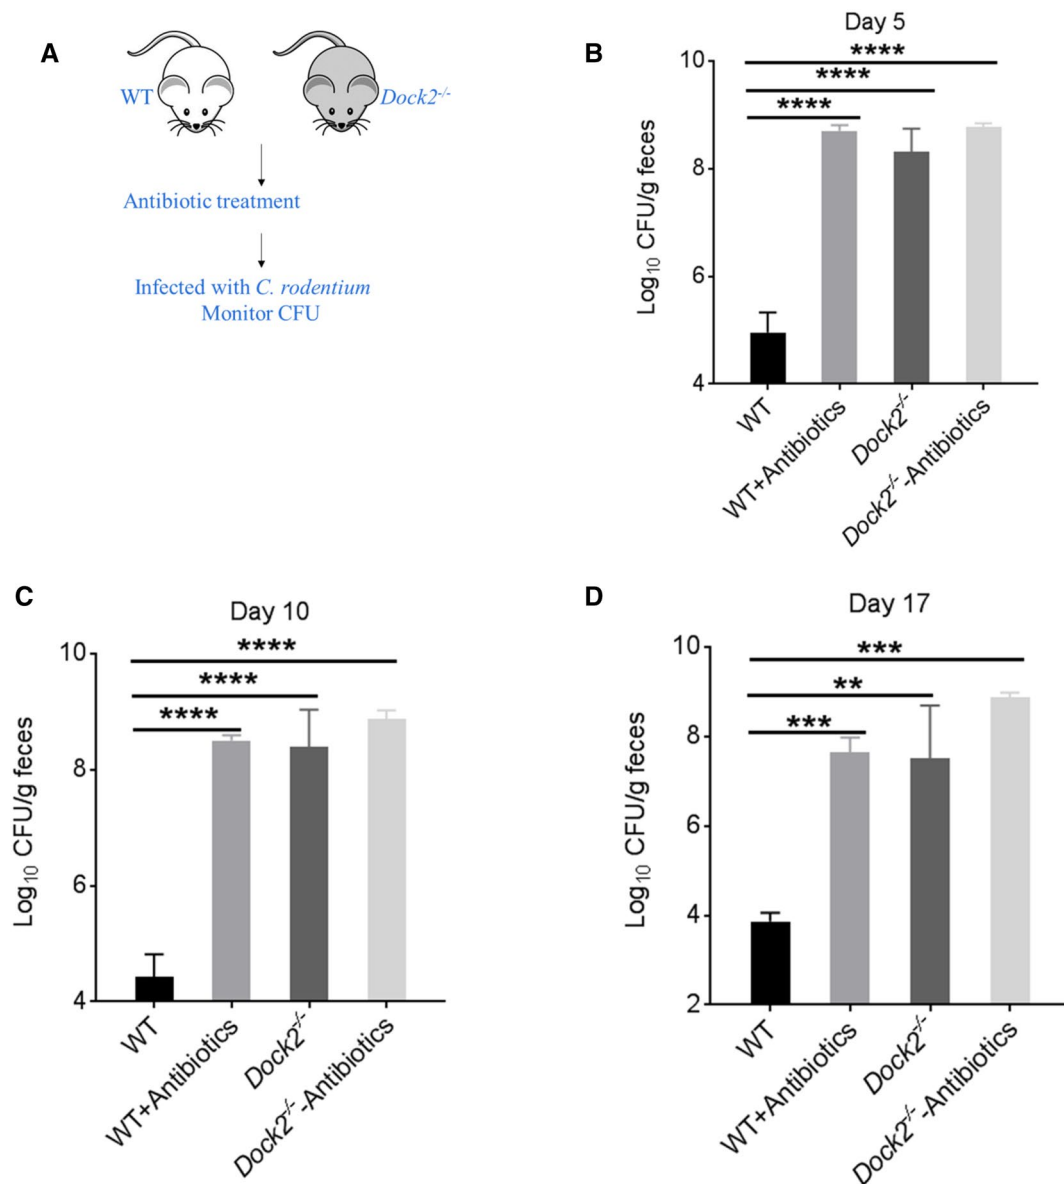 A
WT
Dock2-/-
Antibiotic treatment
Infected with C. rodentium
Monitor CFU
B
Day 5
****
****
****
Log10 CFU/g feces
10
8
6
4
WT
WT+Antibiotics
Dock2-/-
Dock2-/--Antibiotics
C
Day 10
****
****
****
Log10 CFU/g feces
10
8
6
4
WT
WT+Antibiotics
Dock2-/-
Dock2-/--Antibiotics
D
Day 17
***
**
***
Log10 CFU/g feces
10
8
6
4
2
WT
WT+Antibiotics
Dock2-/-
Dock2-/--Antibiotics